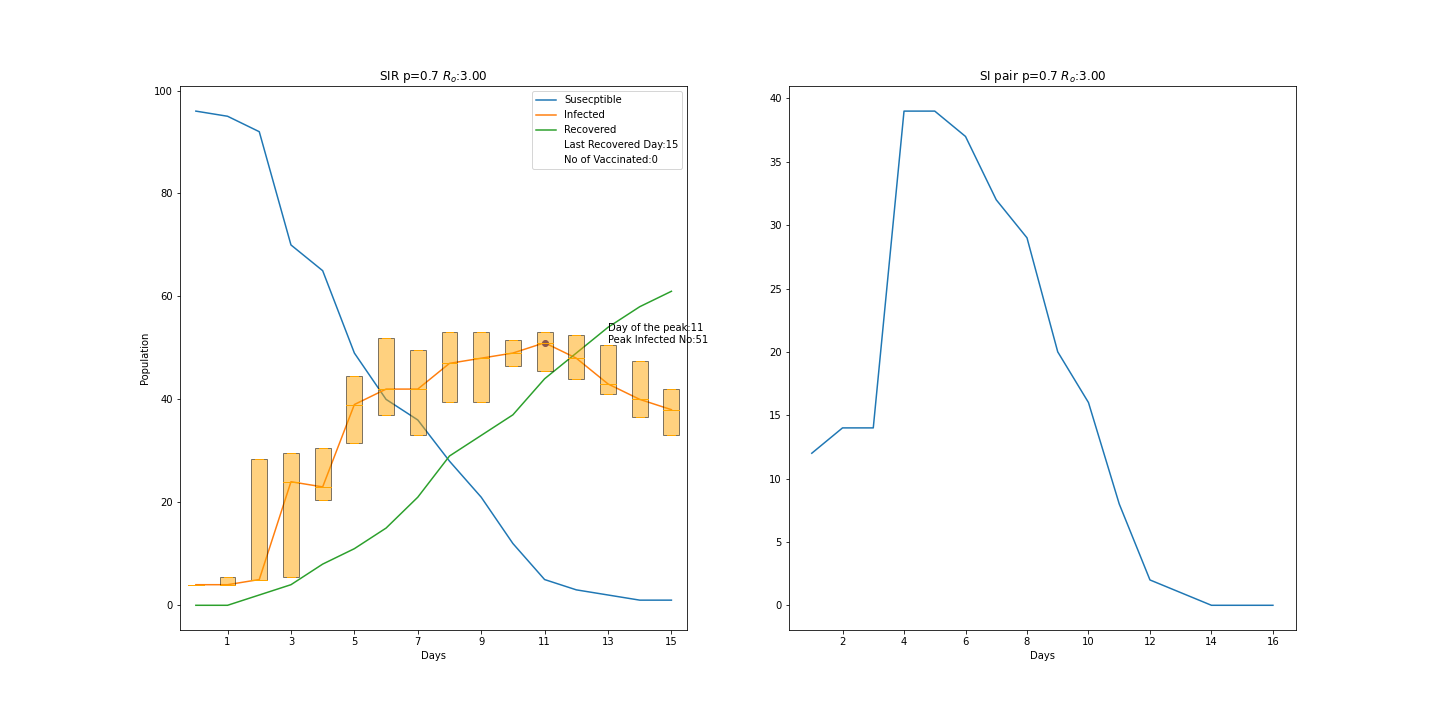 SIR p=0.7 Rₒ:3.00
Susecptible
Infected
Recovered
Last Recovered Day:15
No of Vaccinated:0
100
80
60
40
20
0
Population
Day of the peak:11
Peak Infected No:51
1 3 5 7 9 11 13 15
Days
SI pair p=0.7 Rₒ:3.00
40
35
30
25
20
15
10
5
0
2 4 6 8 10 12 14 16
Days